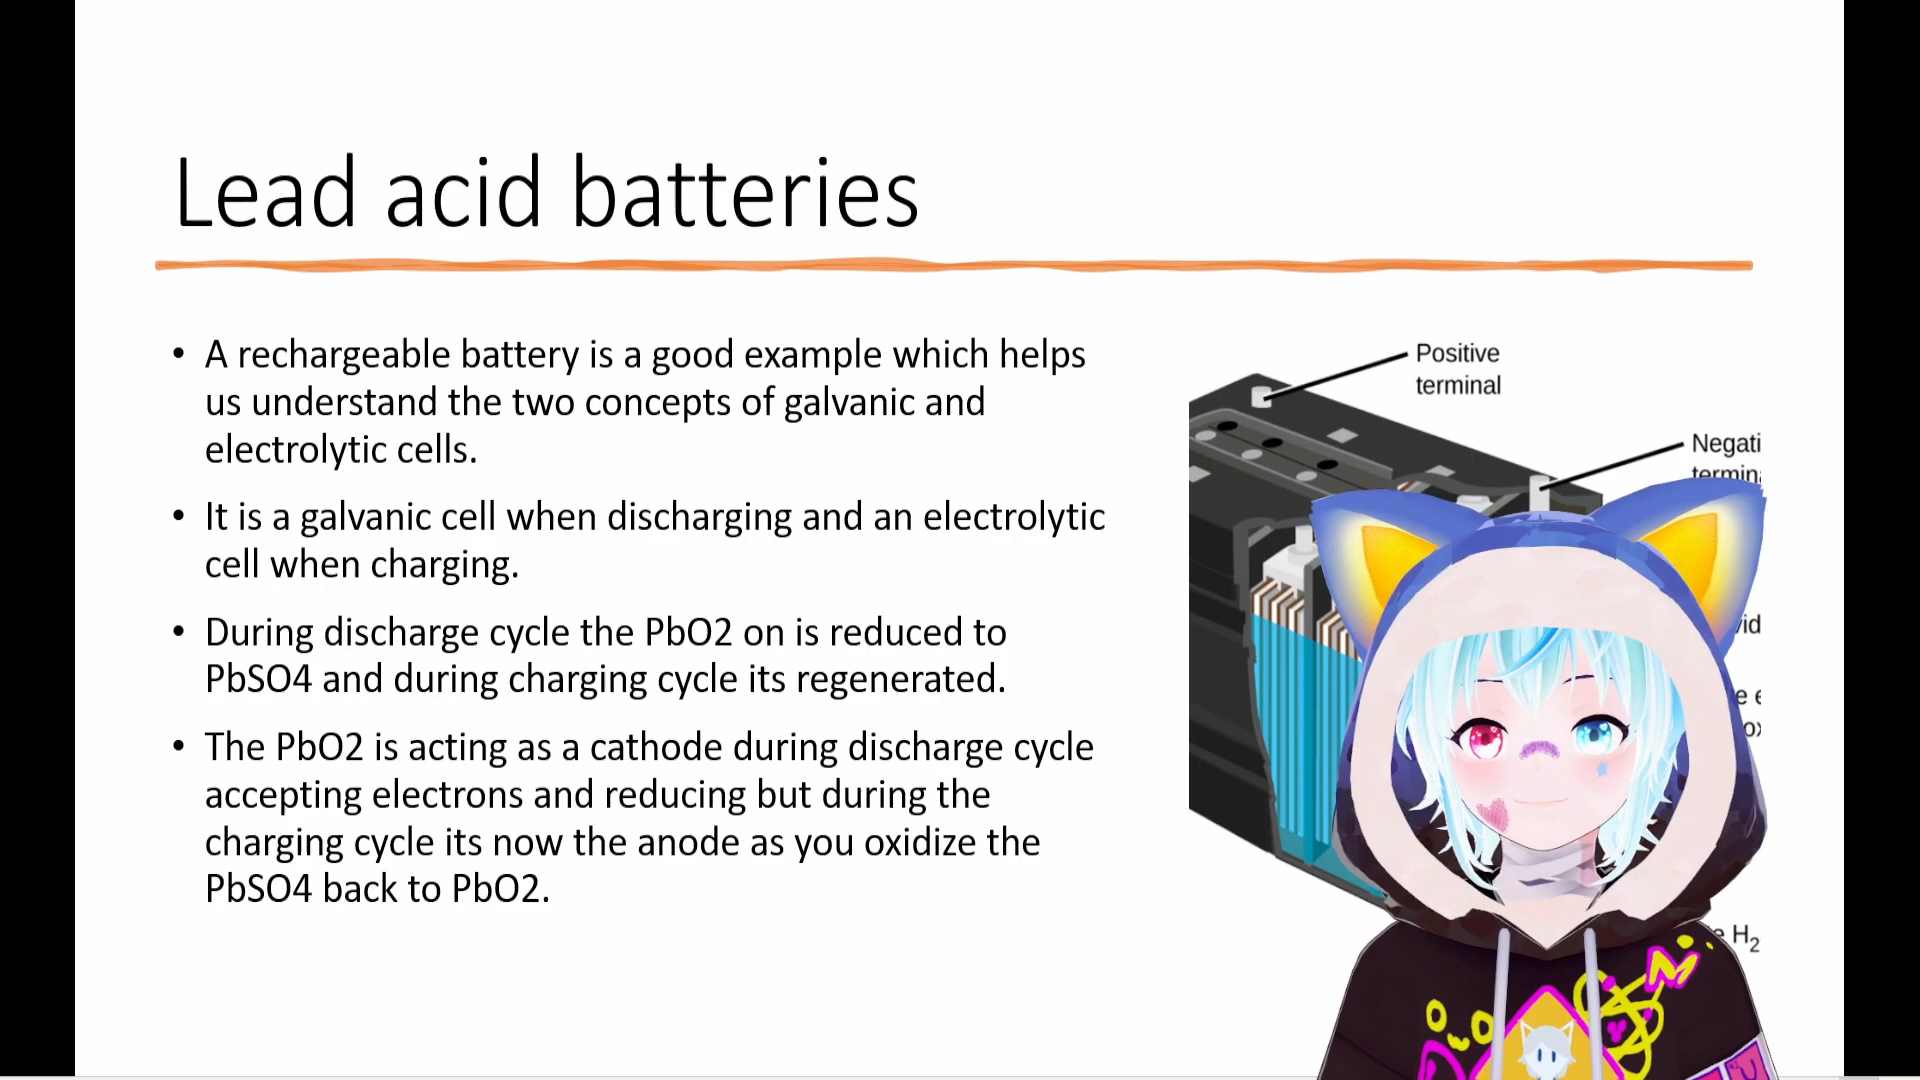 Lead acid batteries
• A rechargeable battery is a good example which helps
us understand the two concepts of galvanic and
electrolytic cells.
• It is a galvanic cell when discharging and an electrolytic
cell when charging.
• During discharge cycle the PbO2 on is reduced to
PbSO4 and during charging cycle its regenerated.
• The PbO2 is acting as a cathode during discharge cycle
accepting electrons and reducing but during the
charging cycle its now the anode as you oxidize the
PbSO4 back to PbO2.
Positive
terminal
Negati
termina
vid
e e
ox
e H2